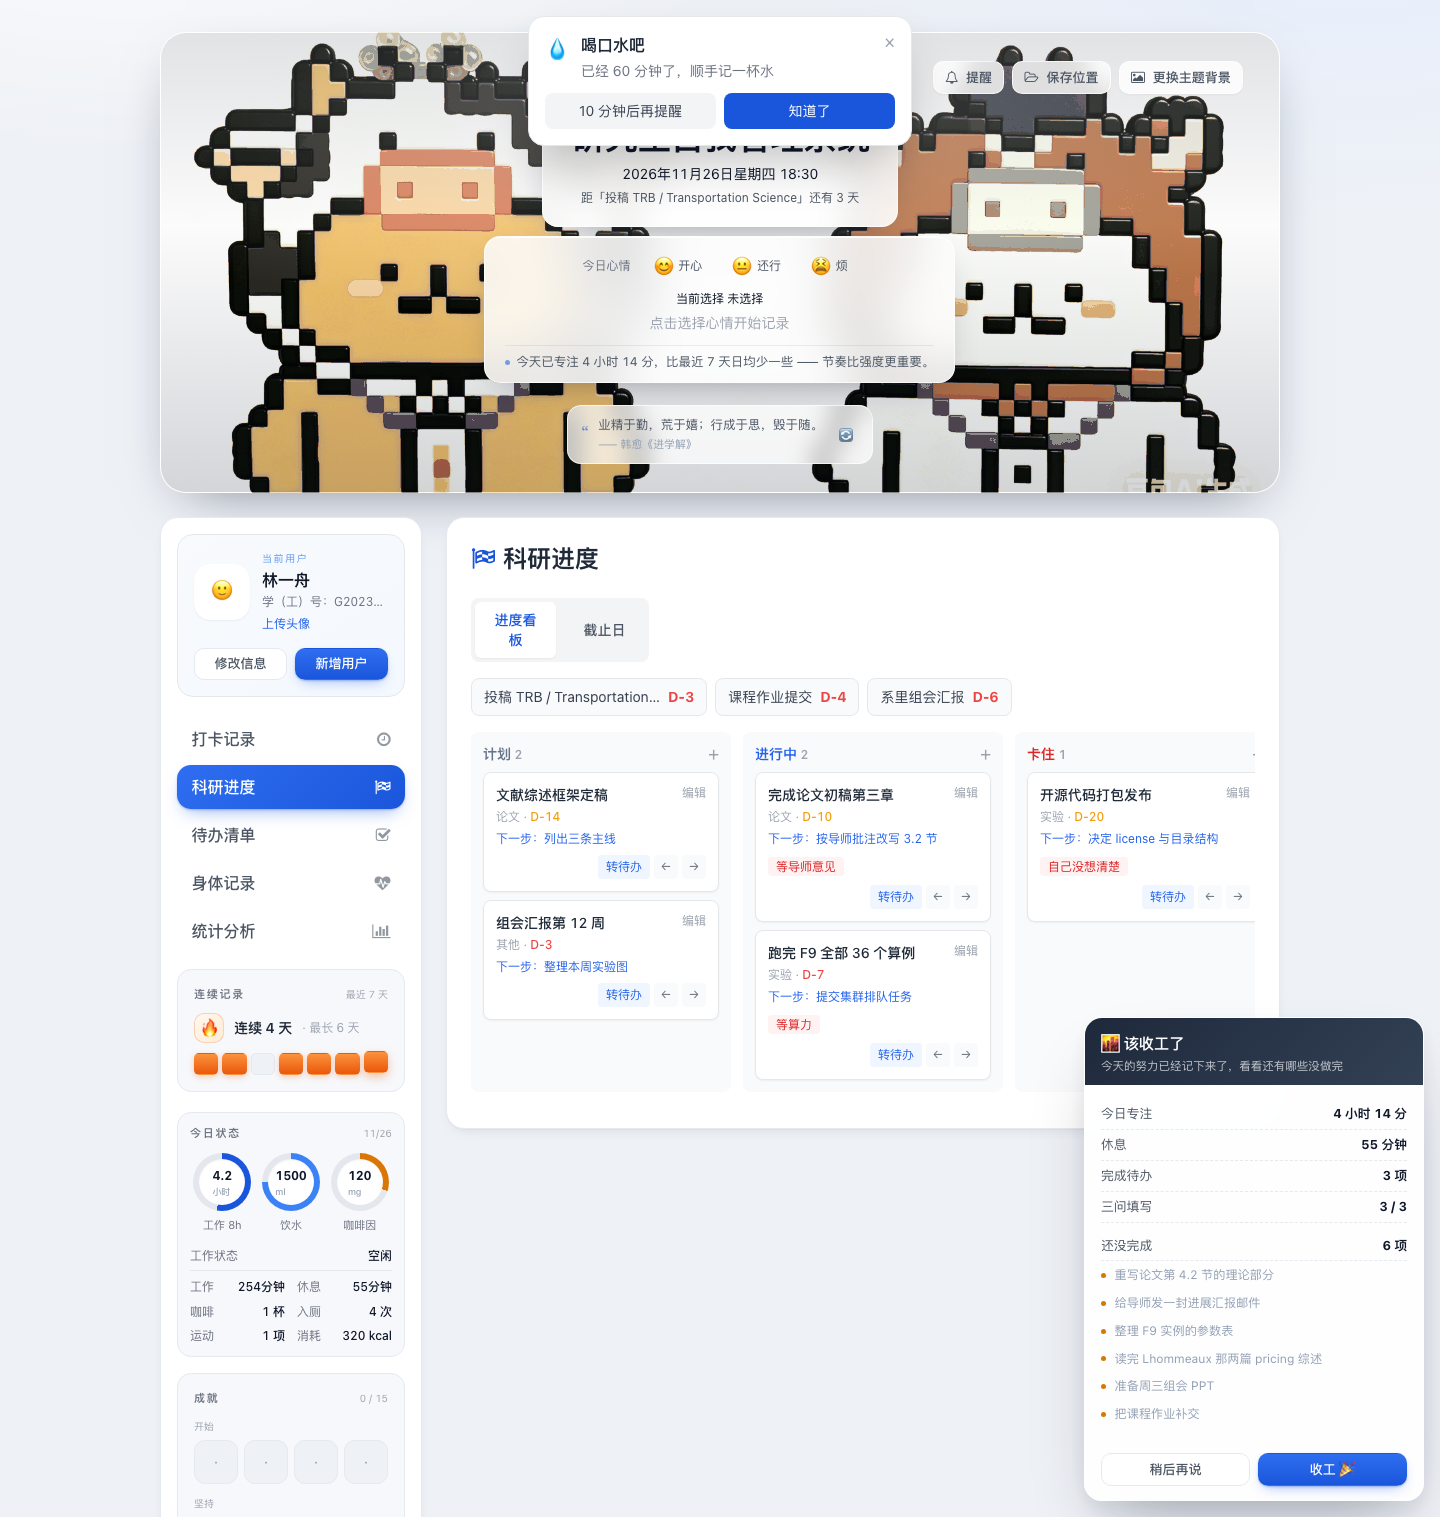 喝口水吧
×
已经 60 分钟了，顺手记一杯水
10 分钟后再提醒
知道了
提醒
保存位置
更换主题背景
2026年11月26日星期四 18:30
距「投稿 TRB / Transportation Science」还有 3 天
今日心情
开心
还行
烦
当前选择 未选择
点击选择心情开始记录
今天已专注 4 小时 14 分，比最近 7 天日均少一些 —— 节奏比强度更重要。
“ 业精于勤，荒于嬉；行成于思，毁于随。
—— 韩愈《进学解》
当前用户
林一舟
学（工）号：G2023...
上传头像
修改信息
新增用户
打卡记录
科研进度
待办清单
身体记录
统计分析
连续记录
最近 7 天
连续 4 天 · 最长 6 天
今日状态
11/26
4.2
小时
1500
ml
120
mg
工作 8h
饮水
咖啡因
工作状态
空闲
工作 254分钟 休息 55分钟
咖啡 1 杯 入厕 4 次
运动 1 项 消耗 320 kcal
成就
0 / 15
开始
坚持
科研进度
进度看板
截止日
投稿 TRB / Transportation... D-3
课程作业提交 D-4
系里组会汇报 D-6
计划 2 +
文献综述框架定稿 编辑
论文 · D-14
下一步：列出三条主线
转待办 ← →
组会汇报第 12 周 编辑
其他 · D-3
下一步：整理本周实验图
转待办 ← →
进行中 2 +
完成论文初稿第三章 编辑
论文 · D-10
下一步：按导师批注改写 3.2 节
等导师意见
转待办 ← →
跑完 F9 全部 36 个算例 编辑
实验 · D-7
下一步：提交集群排队任务
等算力
转待办 ← →
卡住 1
开源代码打包发布 编辑
实验 · D-20
下一步：决定 license 与目录结构
自己没想清楚
转待办 ← →
该收工了
今天的努力已经记下来了，看看还有哪些没做完
今日专注 4 小时 14 分
休息 55 分钟
完成待办 3 项
三问填写 3 / 3
还没完成 6 项
重写论文第 4.2 节的理论部分
给导师发一封进展汇报邮件
整理 F9 实例的参数表
读完 Lhommeaux 那两篇 pricing 综述
准备周三组会 PPT
把课程作业补交
稍后再说
收工